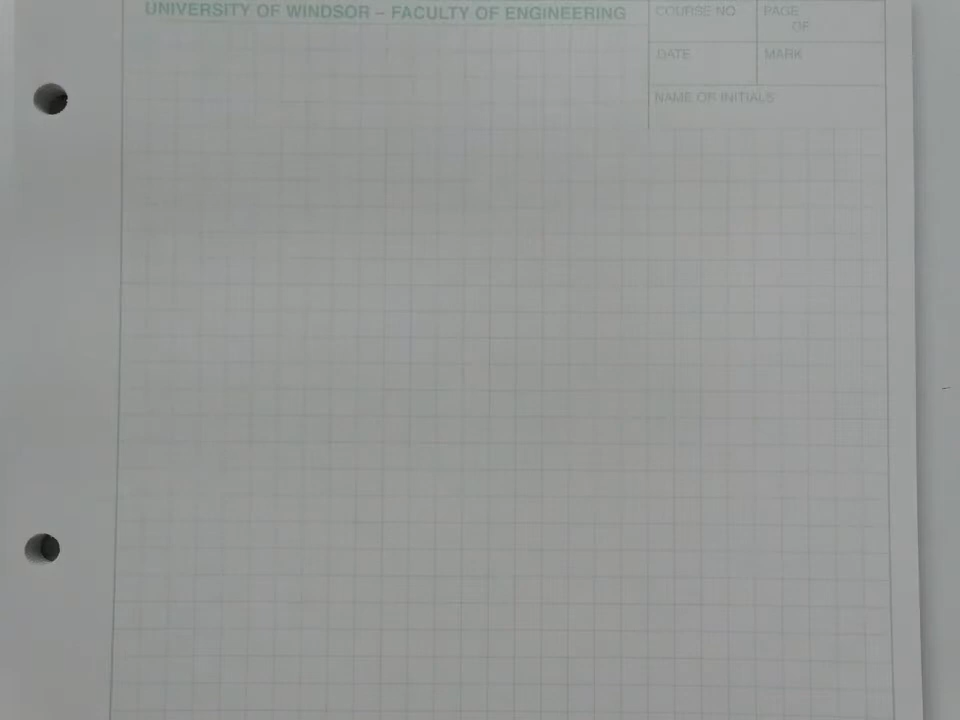 UNIVERSITY OF WINDSOR – FACULTY OF ENGINEERING
COURSE NO.
PAGE
OF
DATE
MARK
NAME OR INITIALS